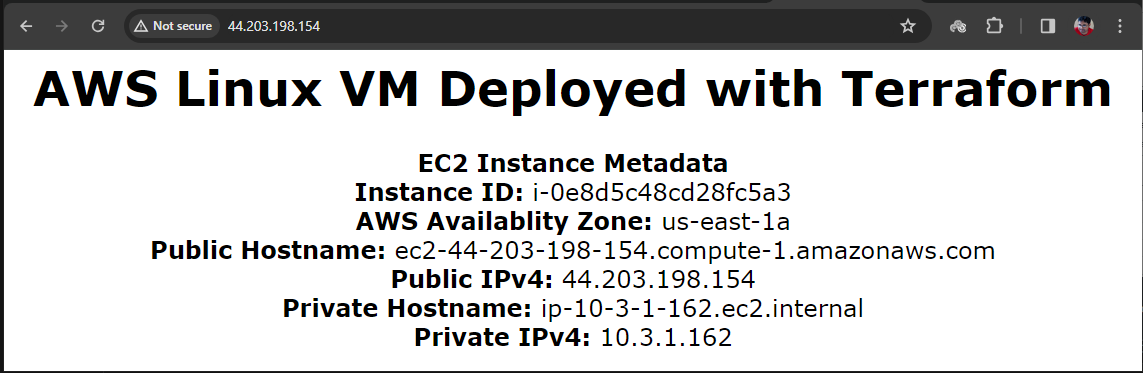 Not secure 44.203.198.154
AWS Linux VM Deployed with Terraform
EC2 Instance Metadata
Instance ID: i-0e8d5c48cd28fc5a3
AWS Availablity Zone: us-east-1a
Public Hostname: ec2-44-203-198-154.compute-1.amazonaws.com
Public IPv4: 44.203.198.154
Private Hostname: ip-10-3-1-162.ec2.internal
Private IPv4: 10.3.1.162